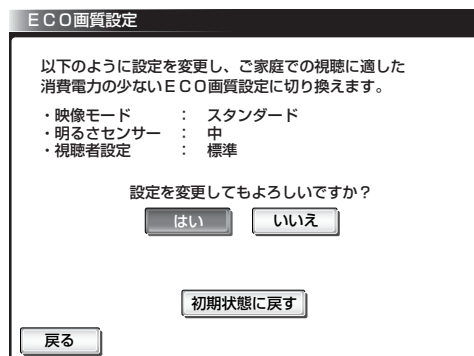 ＥＣＯ画質設定
以下のように設定を変更し、ご家庭での視聴に適した
消費電力の少ないＥＣＯ画質設定に切り換えます。
・映像モード　：　スタンダード
・明るさセンサー　：　中
・視聴者設定　：　標準
設定を変更してもよろしいですか？
はい　いいえ
初期状態に戻す
戻る